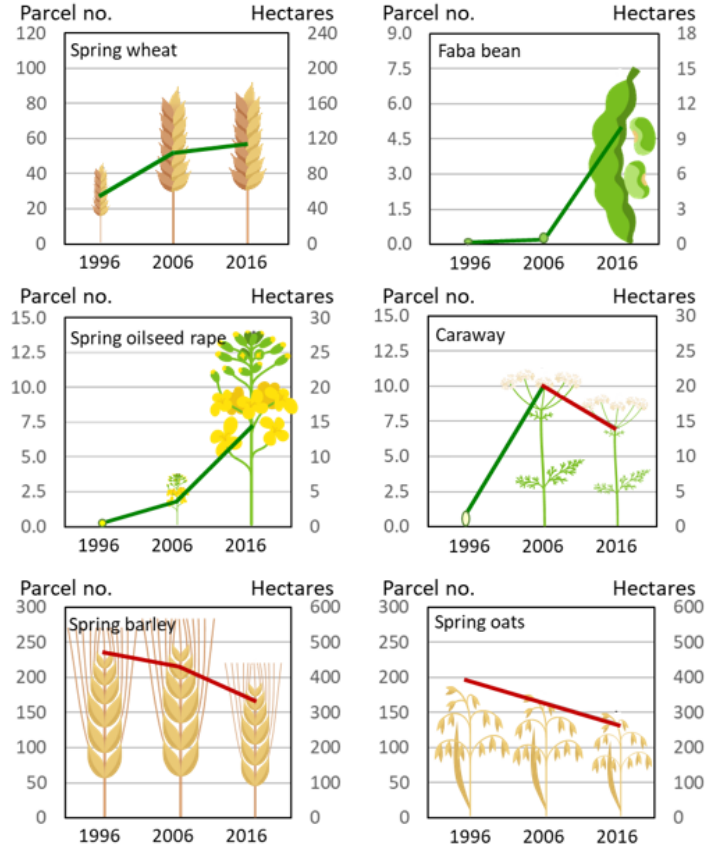 Parcel no. Hectares
Spring wheat
120 240
100 200
80 160
60 120
40 80
20 40
0 0
1996 2006 2016
Parcel no. Hectares
Faba bean
9.0 18
7.5 15
6.0 12
4.5 9
3.0 6
1.5 3
0.0 0
1996 2006 2016
Parcel no. Hectares
Spring oilseed rape
15.0 30
12.5 25
10.0 20
7.5 15
5.0 10
2.5 5
0.0 0
1996 2006 2016
Parcel no. Hectares
Caraway
15.0 30
12.5 25
10.0 20
7.5 15
5.0 10
2.5 5
0.0 0
1996 2006 2016
Parcel no. Hectares
Spring barley
300 600
250 500
200 400
150 300
100 200
50 100
0 0
1996 2006 2016
Parcel no. Hectares
Spring oats
300 600
250 500
200 400
150 300
100 200
50 100
0 0
1996 2006 2016